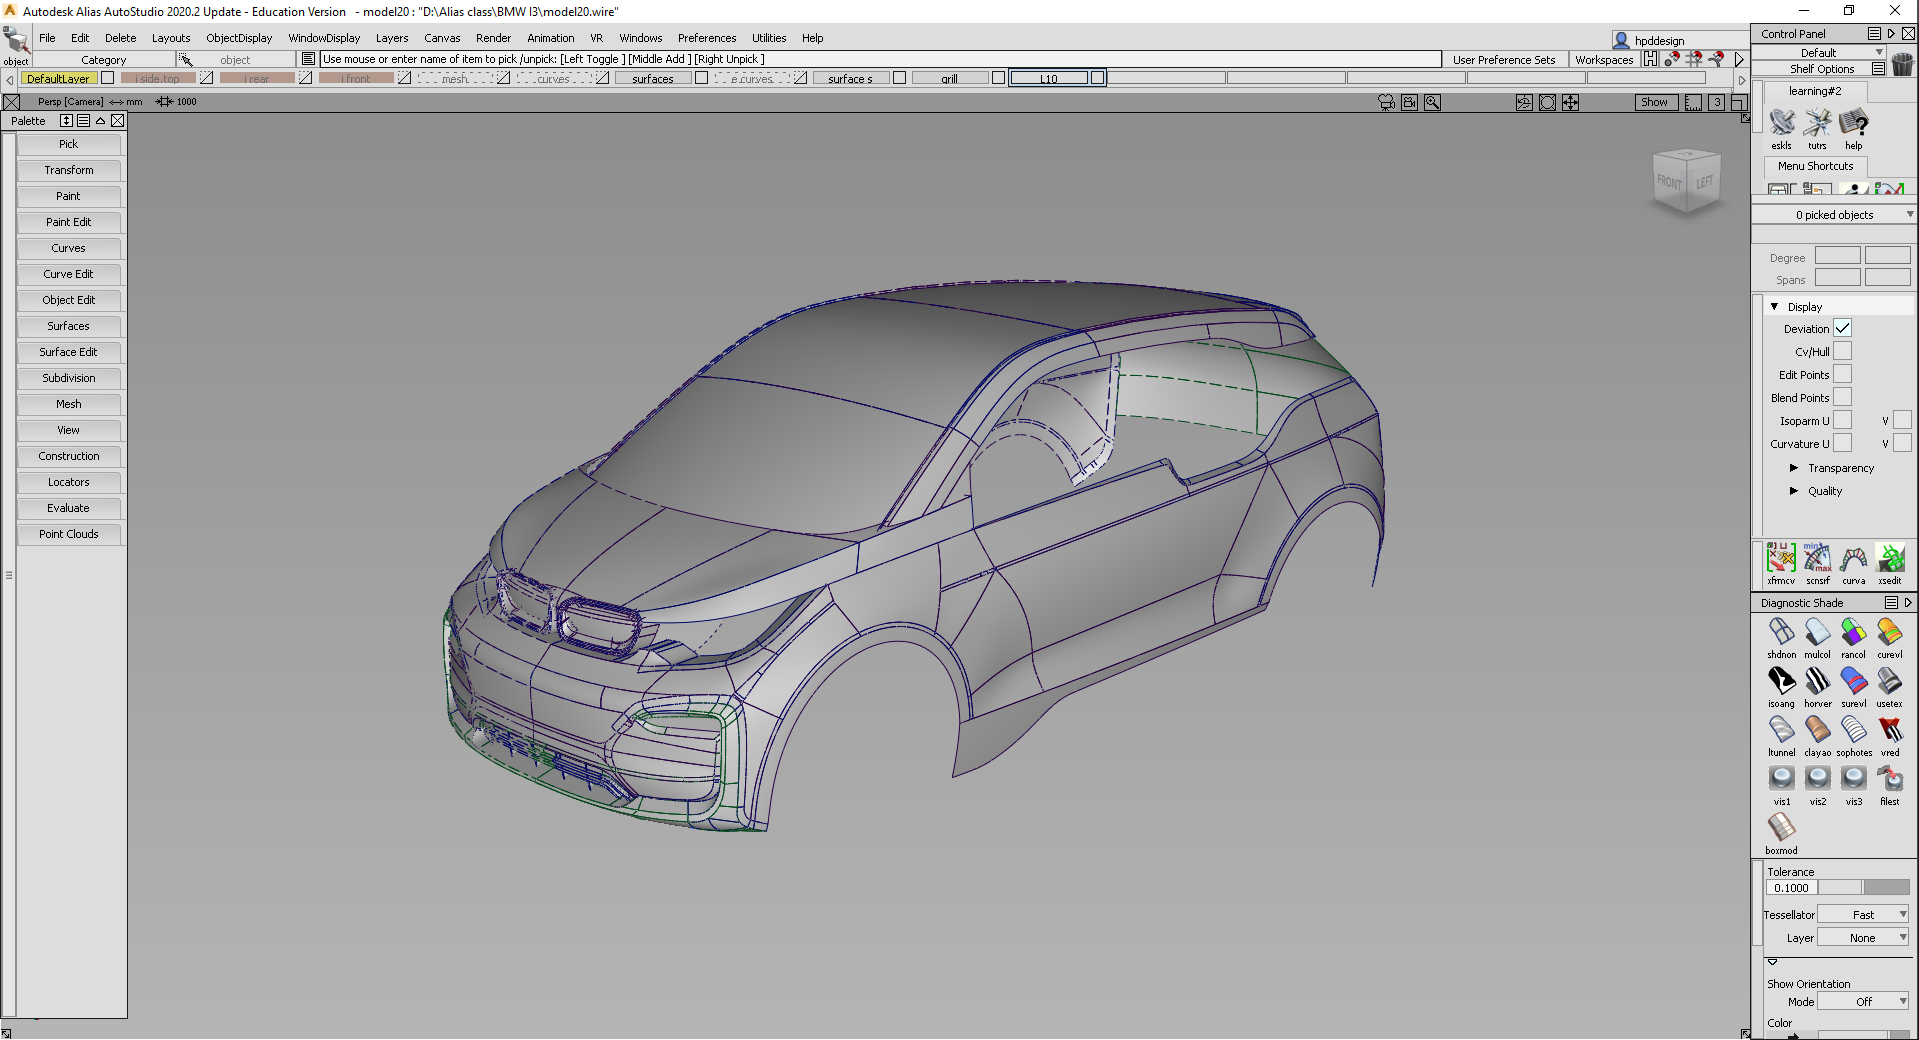 Autodesk Alias AutoStudio 2020.2 Update - Education Version - model20 : "D:\Alias class\BMW I3\model20.wire"
File Edit Delete Layouts ObjectDisplay WindowDisplay Layers Canvas Render Animation VR Windows Preferences Utilities Help
hpddesign
object Category object Use mouse or enter name of item to pick /unpick: [Left Toggle ] [Middle Add ] [Right Unpick ] User Preference Sets Workspaces
DefaultLayer i side.top i rear i front mesh curves surfaces e curves surface s grill L10
Persp [Camera] mm 1000 Show 3
Palette
Pick
Transform
Paint
Paint Edit
Curves
Curve Edit
Object Edit
Surfaces
Surface Edit
Subdivision
Mesh
View
Construction
Locators
Evaluate
Point Clouds
FRONT LEFT
Control Panel
Default
Shelf Options
learning#2
eskls tutrs help
Menu Shortcuts
0 picked objects
Degree
Spans
Display
Deviation
Cv/Hull
Edit Points
Blend Points
Isoparm U V
Curvature U V
Transparency
Quality
xfrmcv scnsrf curva xsedit
Diagnostic Shade
shdnon mulcol rancol curevl
isoang horver surevl usetex
ltunnel clayao sophotes vred
vis1 vis2 vis3 filest
boxmod
Tolerance
0.1000
Tessellator Fast
Layer None
Show Orientation
Mode Off
Color